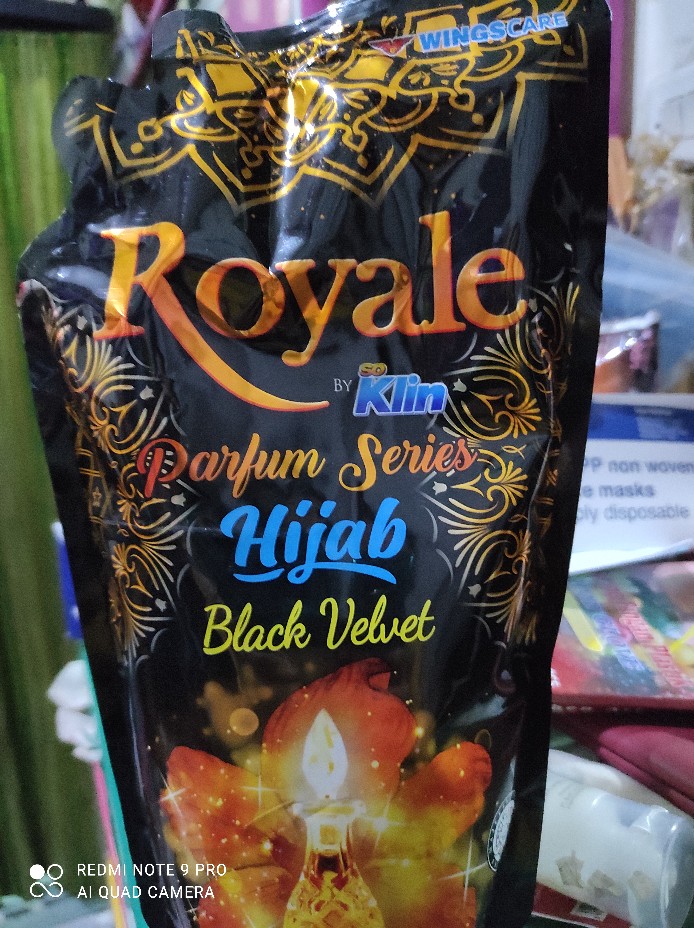 WINGSCARE
Royale
BY So Klin
Parfum Series
Hijab
Black Velvet
PP non woven
masks
ply disposable
REDMI NOTE 9 PRO
AI QUAD CAMERA